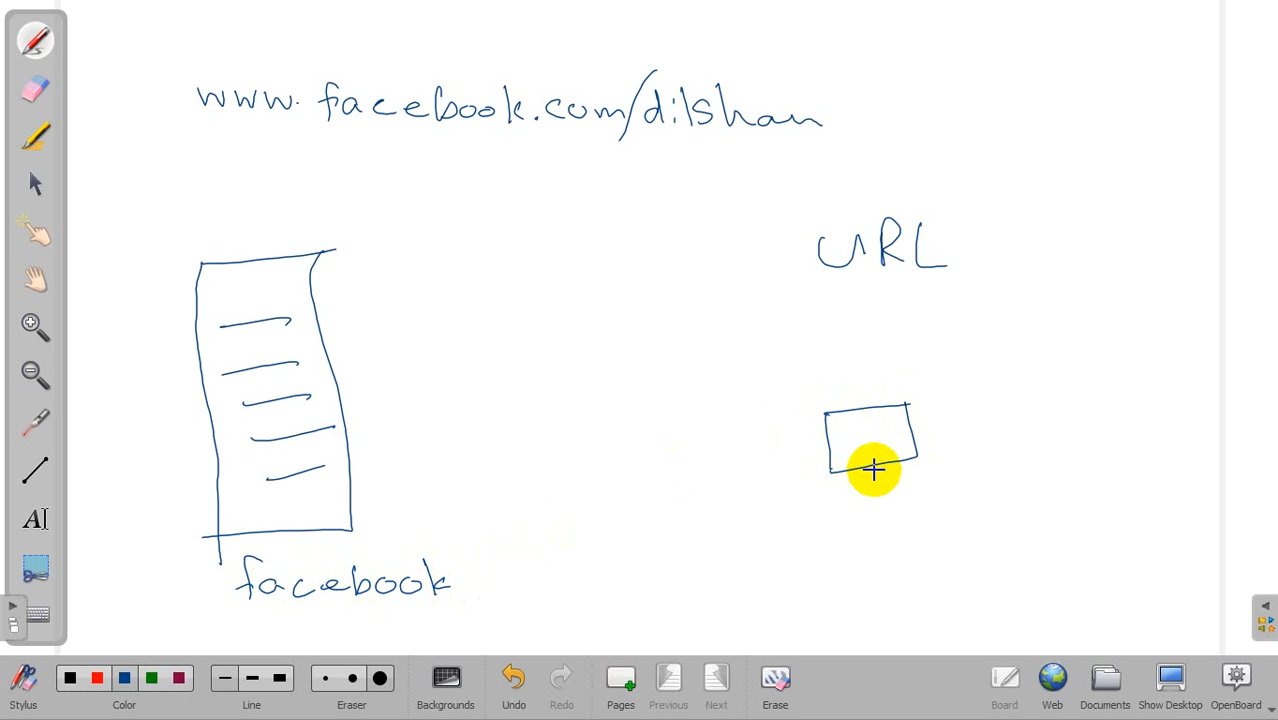 www.facebook.com/dilshan
URL
facebook
Stylus
Color
Line
Eraser
Backgrounds
Undo
Redo
Pages
Previous
Next
Erase
Board
Web
Documents
Show Desktop
OpenBoard